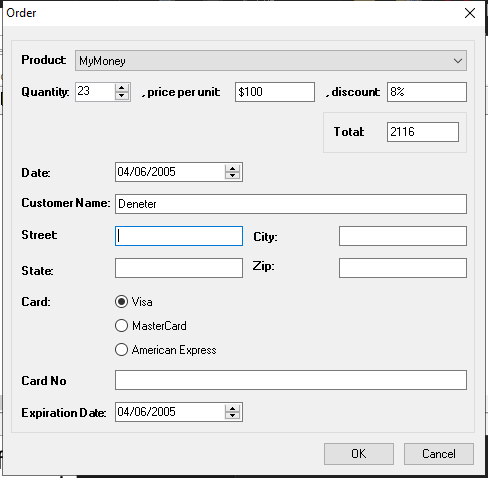 Order
Product: MyMoney
Quantity: 23 , price per unit: $100 , discount: 8%
Total: 2116
Date: 04/06/2005
Customer Name: Deneter
Street: City:
State: Zip:
Card: Visa
MasterCard
American Express
Card No
Expiration Date: 04/06/2005
OK Cancel